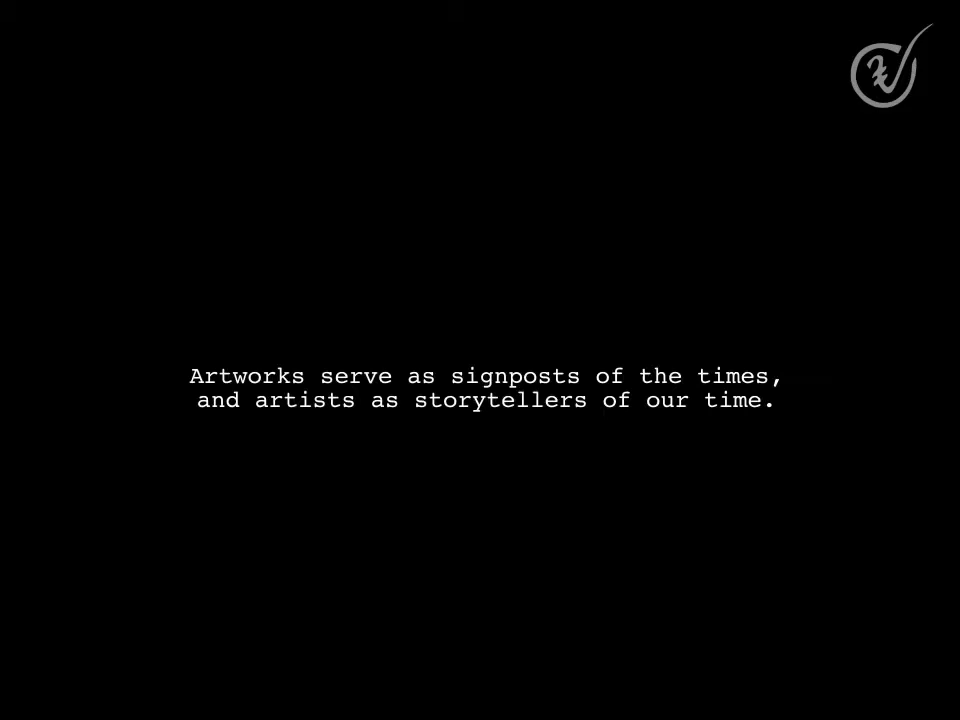 Artworks serve as signposts of the times,
and artists as storytellers of our time.